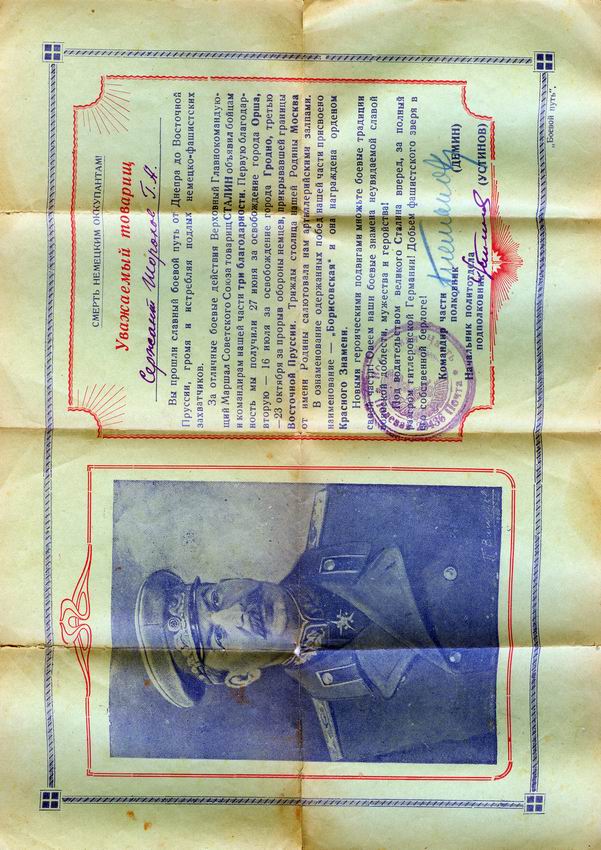 СМЕРТЬ НЕМЕЦКИМ ОККУПАНТАМ!
Уважаемый товарищ
Сержант Шорохов Г. А.
Вы прошли славный боевой путь от Днепра до Восточной
Пруссии, громя и истребляя подлых немецко-фашистских
захватчиков.
За отличные боевые действия Верховный Главнокомандую-
щий Маршал Советского Союза товарищ СТАЛИН объявил бойцам
и командирам нашей части три благодарности. Первую благодар-
ность мы получили 27 июня за освобождение города Орша,
вторую — 16 июля за освобождение города Гродно, третью
— 23 октября за прорыв обороны немцев, прикрывавшей границы
Восточной Пруссии. Трижды столица нашей Родины Москва
от имени Родины салютовала нам артиллерийскими залпами.
В ознаменование одержанных побед нашей части присвоено
наименование — „Борисовская" и она награждена орденом
Красного Знамени.
Новыми героическими подвигами множьте боевые традиции
своей части! Овеем наши боевые знамена неувядаемой славой
доблести, мужества и геройства!
Под водительством великого Сталина вперед, за полный
разгром гитлеровской Германии! Добьем фашистского зверя в
его собственной берлоге!
Командир части
полковник (ДЕМИН)
Начальник политотдела
подполковник (УСТИНОВ)
Полевая Почта
„Боевой путь".